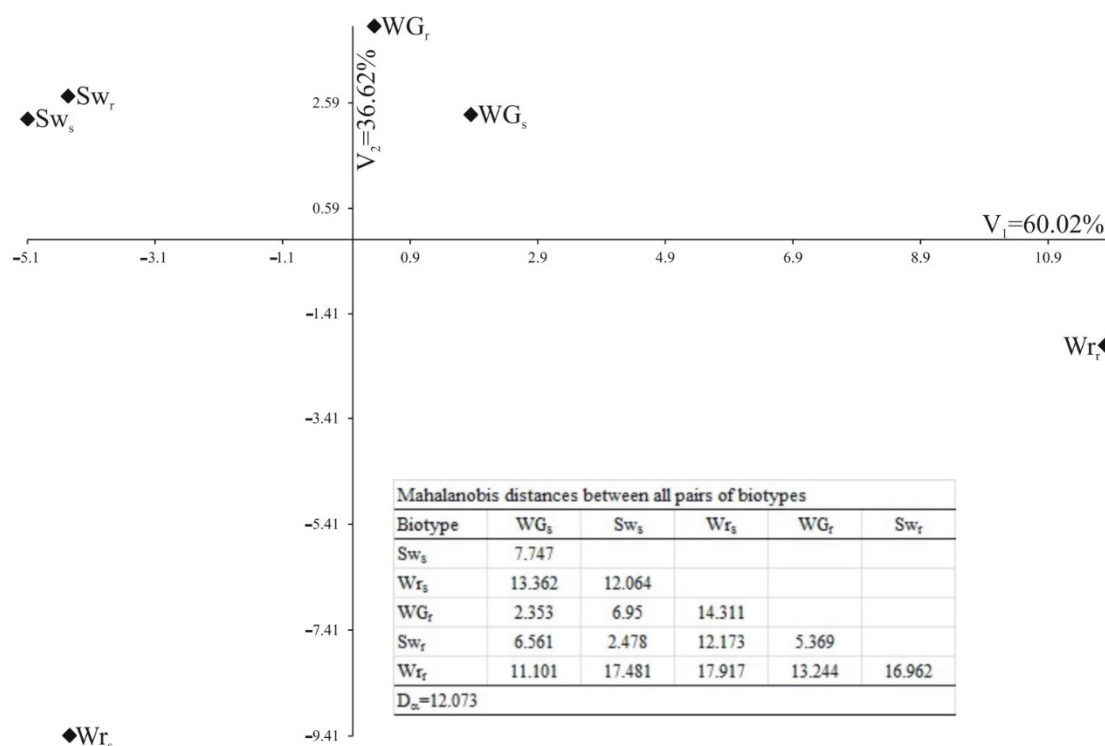 WGr
Swr
Sws
2.59
WGs
V2=36.62%
0.59
V1=60.02%
−5.1 −3.1 −1.1 0.9 2.9 4.9 6.9 8.9 10.9
−1.41
Wrr
−3.41
Mahalanobis distances between all pairs of biotypes
Biotype WGs Sws Wrs WGr Swr
−5.41
Sws 7.747
Wrs 13.362 12.064
WGr 2.353 6.95 14.311
−7.41
Swr 6.561 2.478 12.173 5.369
Wrr 11.101 17.481 17.917 13.244 16.962
Dα=12.073
Wrs
−9.41